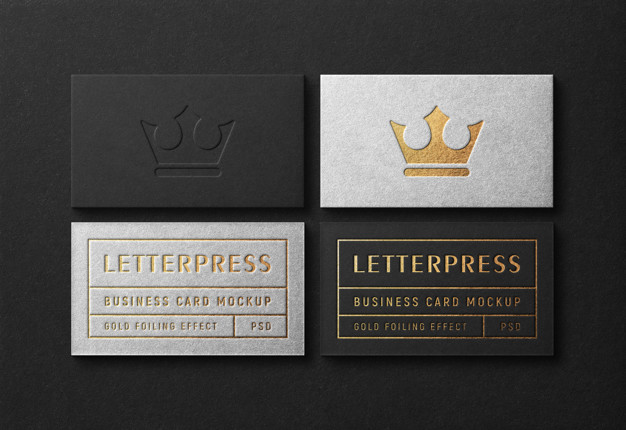 LETTERPRESS
BUSINESS CARD MOCKUP
GOLD FOILING EFFECT PSD
LETTERPRESS
BUSINESS CARD MOCKUP
GOLD FOILING EFFECT PSD